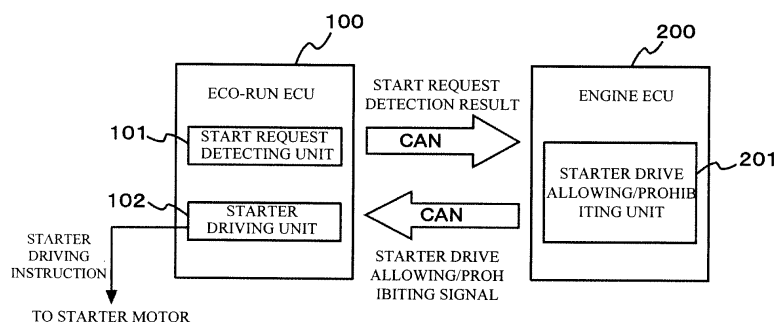 100
ECO-RUN ECU
101
START REQUEST
DETECTING UNIT
102
STARTER
DRIVING UNIT
STARTER
DRIVING
INSTRUCTION
TO STARTER MOTOR
START REQUEST
DETECTION RESULT
CAN
CAN
STARTER DRIVE
ALLOWING/PROH
IBITING SIGNAL
200
ENGINE ECU
201
STARTER DRIVE
ALLOWING/PROHIB
ITING UNIT